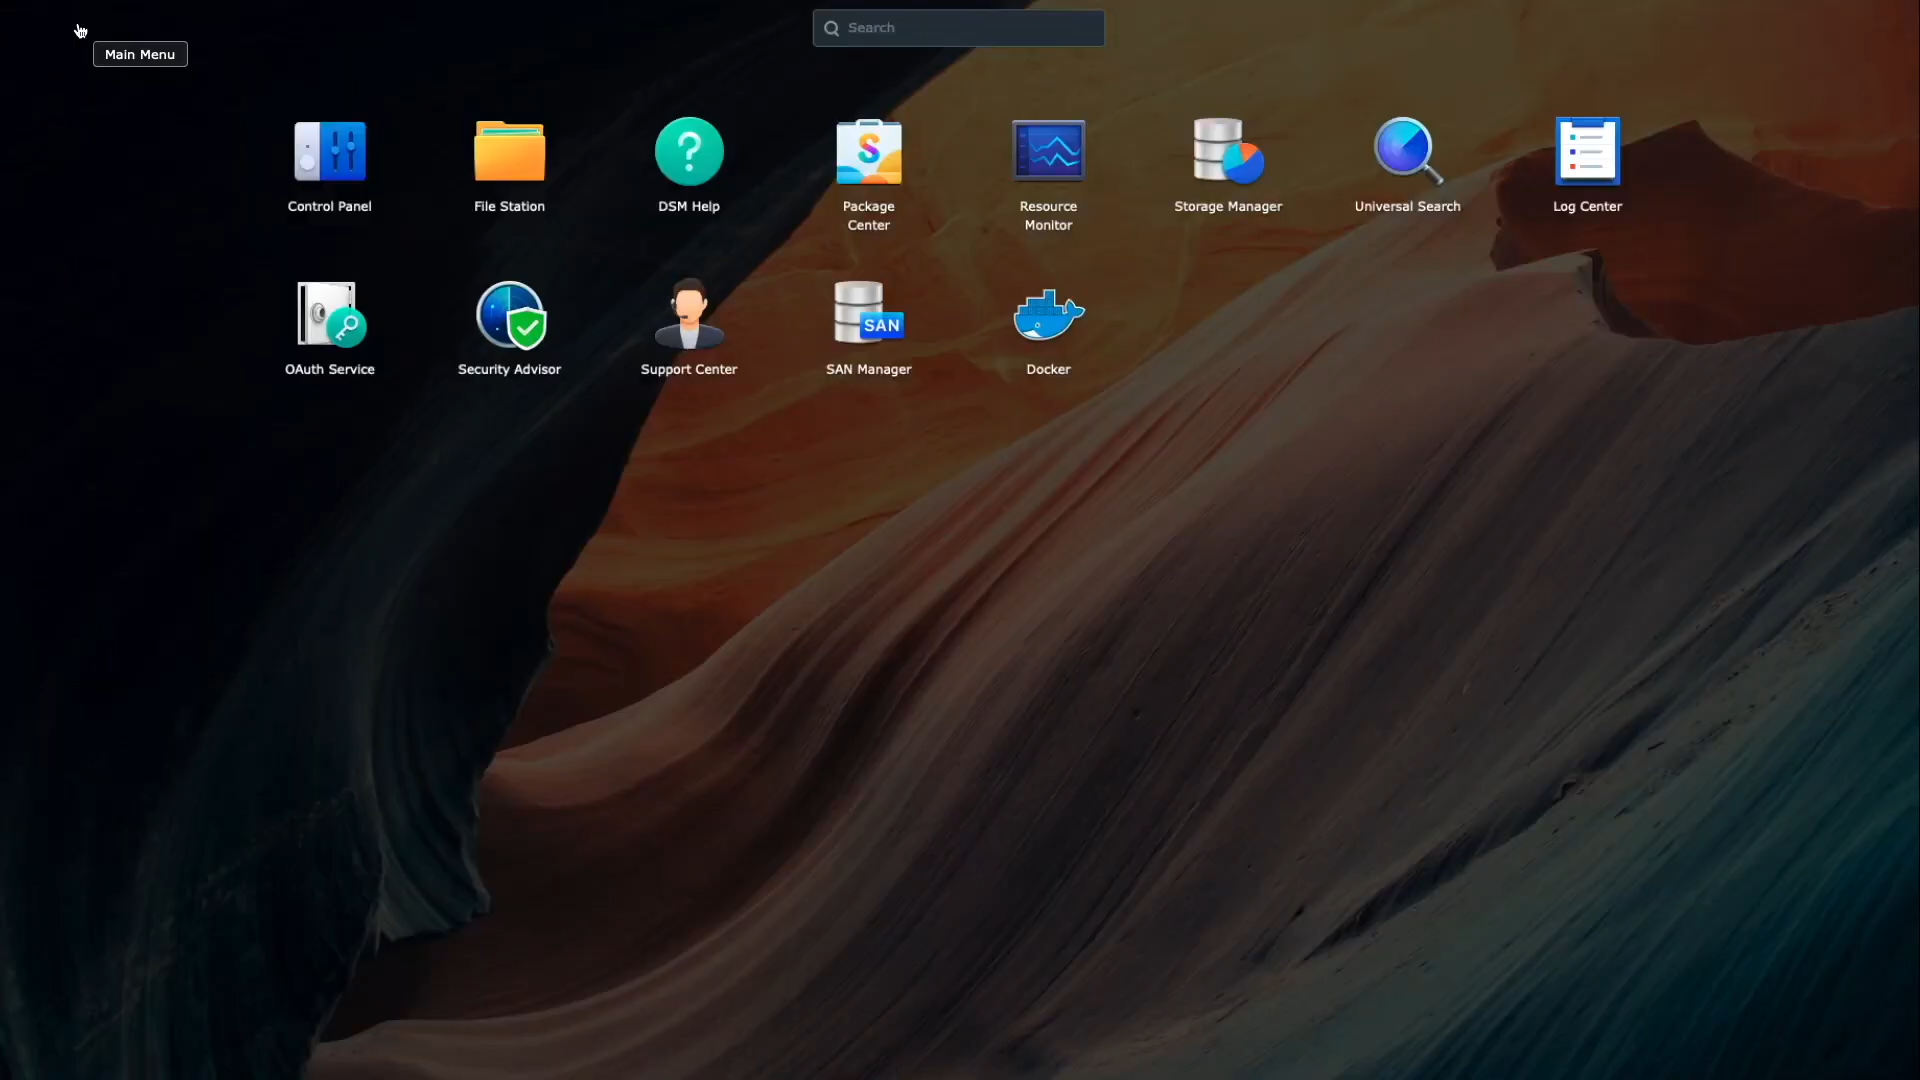 Search
Main Menu
Control Panel
File Station
DSM Help
Package
Center
Resource
Monitor
Storage Manager
Universal Search
Log Center
OAuth Service
Security Advisor
Support Center
SAN
SAN Manager
Docker